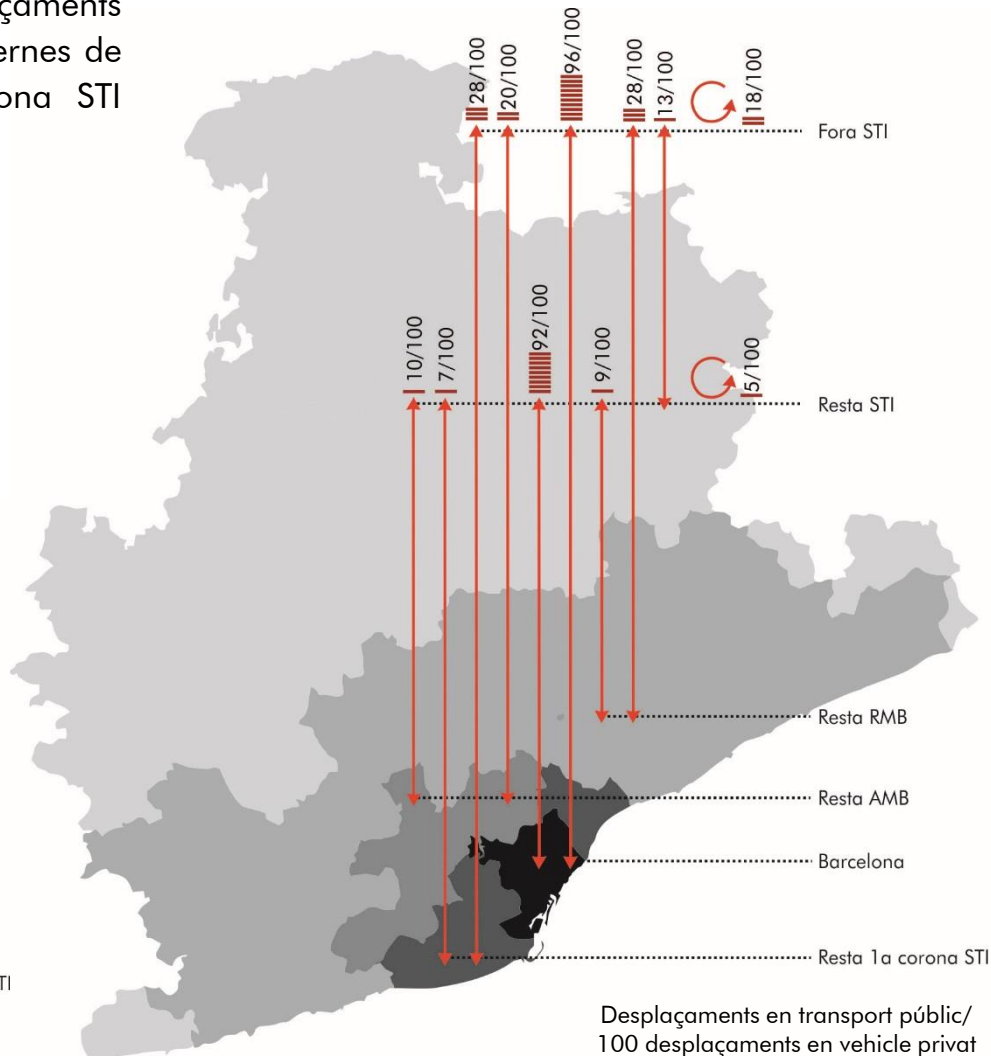 ernes de
ona STI
28/100
20/100
96/100
28/100
13/100
18/100
Fora STI
10/100
7/100
92/100
9/100
5/100
Resta STI
Resta RMB
Resta AMB
Barcelona
Resta 1a corona STI
TI
Desplaçaments en transport públic/
100 desplaçaments en vehicle privat